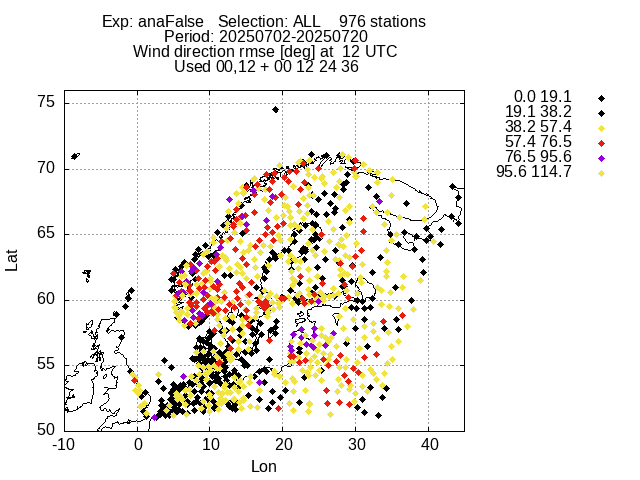 Exp: anaFalse   Selection: ALL    976 stations
Period: 20250702-20250720
Wind direction rmse [deg] at  12 UTC
Used 00,12 + 00 12 24 36
0.0 19.1
19.1 38.2
38.2 57.4
57.4 76.5
76.5 95.6
95.6 114.7
75
70
65
60
55
50
Lat
-10 0 10 20 30 40
Lon